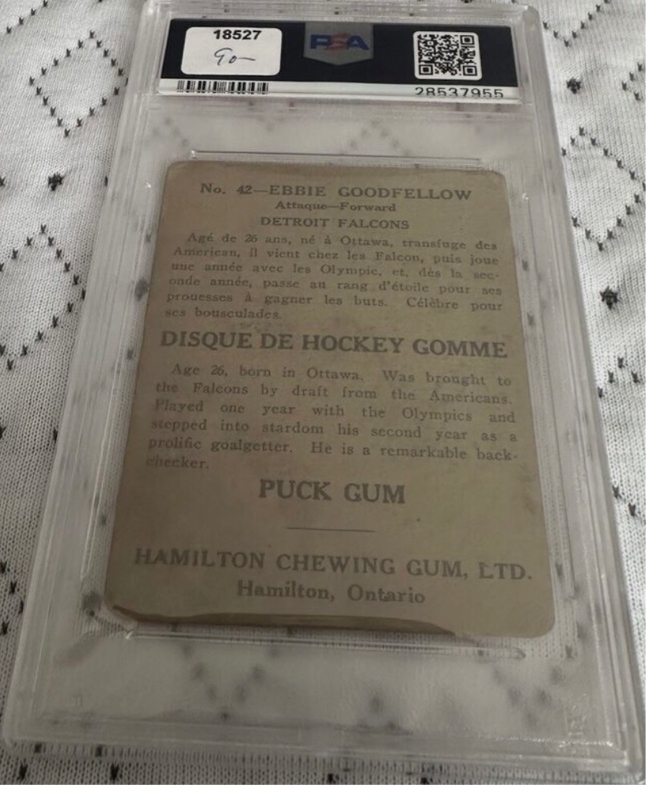 18527
90-
PSA
28537955
No. 42—EBBIE GOODFELLOW
Attaque—Forward
DETROIT FALCONS
Agé de 26 ans, né à Ottawa, transfuge des
American, il vient chez les Falcon, puis joue
une année avec les Olympic, et, dès la sec-
onde année, passe au rang d'étoile pour ses
prouesses à gagner les buts. Célèbre pour
ses bousculades.
DISQUE DE HOCKEY GOMME
Age 26, born in Ottawa. Was brought to
the Falcons by draft from the Americans.
Played one year with the Olympics and
stepped into stardom his second year as a
prolific goalgetter. He is a remarkable back-
checker.
PUCK GUM
HAMILTON CHEWING GUM, LTD.
Hamilton, Ontario